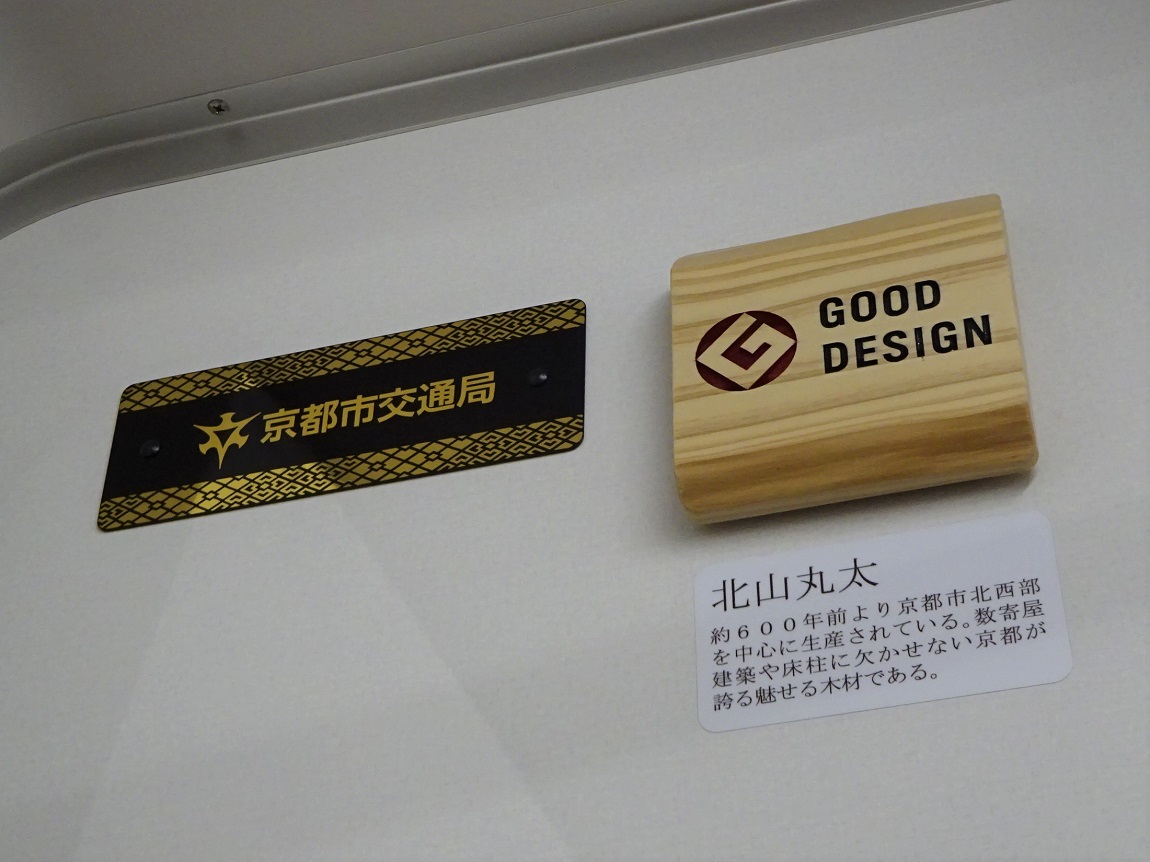 京都市交通局
GOOD
DESIGN
北山丸太
約６００年前より京都市北西部
を中心に生産されている。数寄屋
建築や床柱に欠かせない京都が
誇る魅せる木材である。